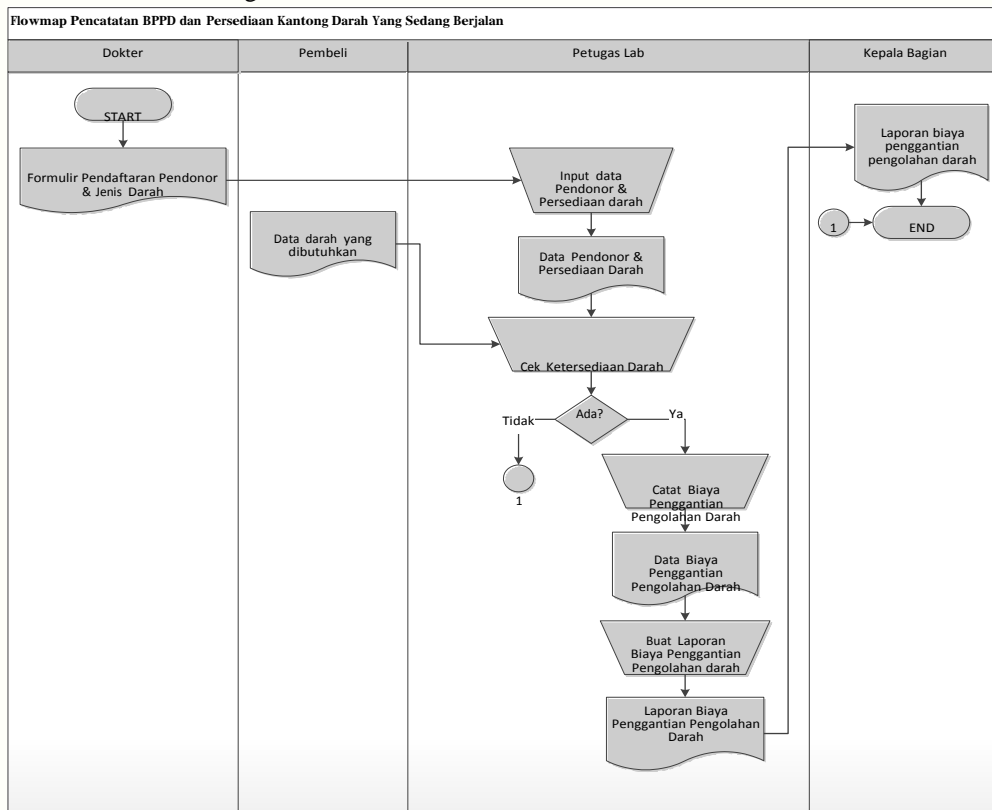 Flowmap Pencatatan BPPD dan Persediaan Kantong Darah Yang Sedang Berjalan
Dokter
Pembeli
Petugas Lab
Kepala Bagian
START
Formulir Pendaftaran Pendonor
& Jenis Darah
Data darah yang
dibutuhkan
Input data
Pendonor &
Persediaan darah
Data Pendonor &
Persediaan Darah
Cek Ketersediaan Darah
Ada?
Tidak
Ya
1
Catat Biaya
Penggantian
Pengolahan Darah
Data Biaya
Penggantian
Pengolahan Darah
Buat Laporan
Biaya Penggantian
Pengolahan darah
Laporan Biaya
Penggantian Pengolahan
Darah
Laporan biaya
penggantian
pengolahan darah
1
END